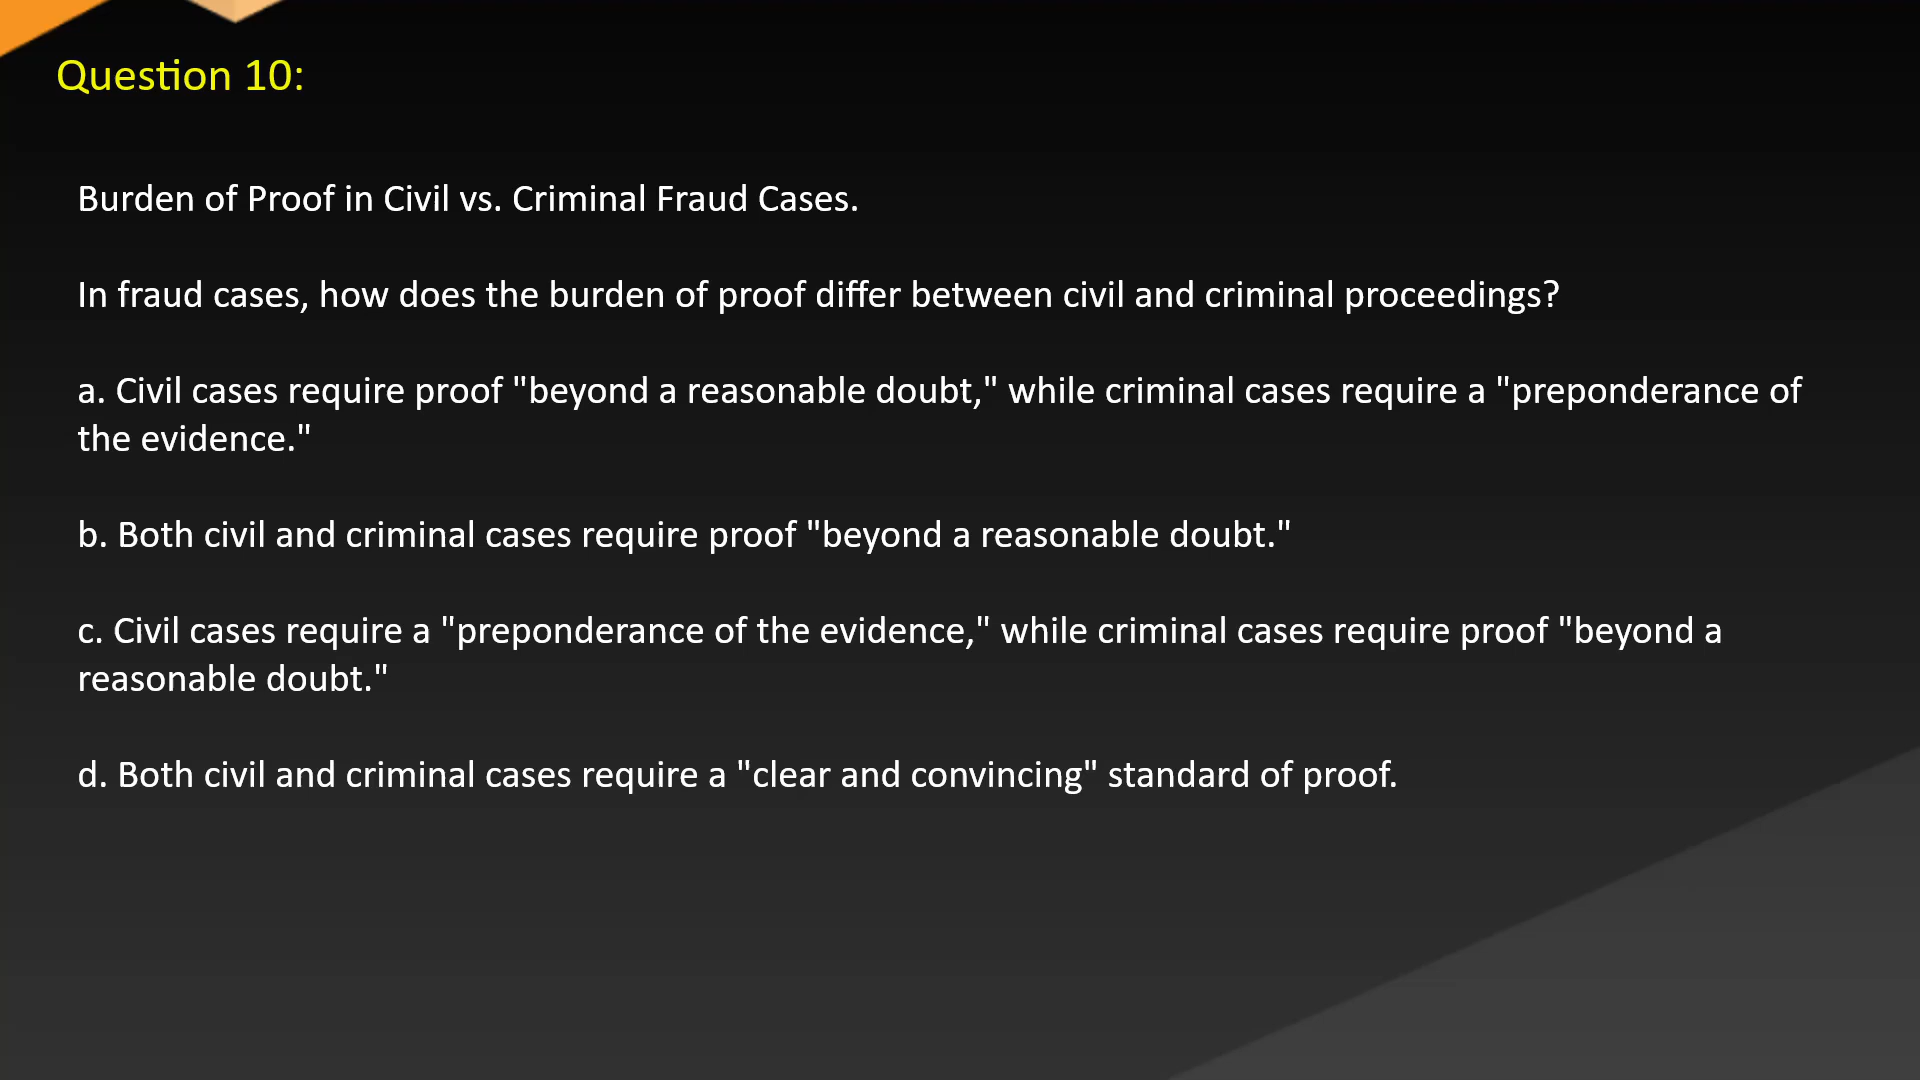 Question 10:
Burden of Proof in Civil vs. Criminal Fraud Cases.
In fraud cases, how does the burden of proof differ between civil and criminal proceedings?
a. Civil cases require proof "beyond a reasonable doubt," while criminal cases require a "preponderance of
the evidence."
b. Both civil and criminal cases require proof "beyond a reasonable doubt."
c. Civil cases require a "preponderance of the evidence," while criminal cases require proof "beyond a
reasonable doubt."
d. Both civil and criminal cases require a "clear and convincing" standard of proof.